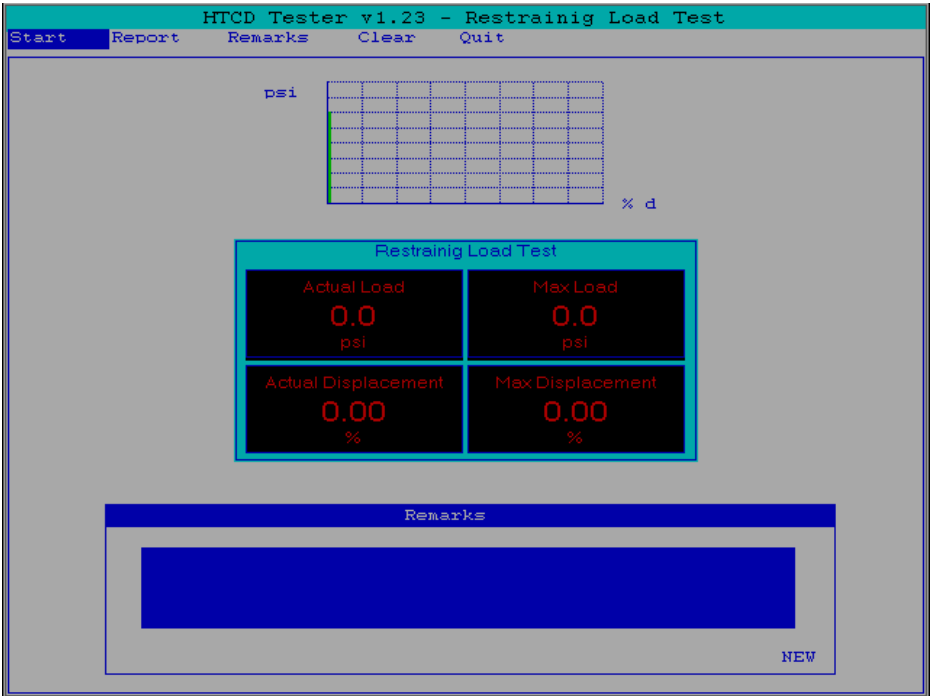 HTCD Tester v1.23 - Restrainig Load Test
Start Report Remarks Clear Quit
psi
% d
Restrainig Load Test
Actual Load Max Load
0.0 0.0
psi psi
Actual Displacement Max Displacement
0.00 0.00
% %
Remarks
NEW